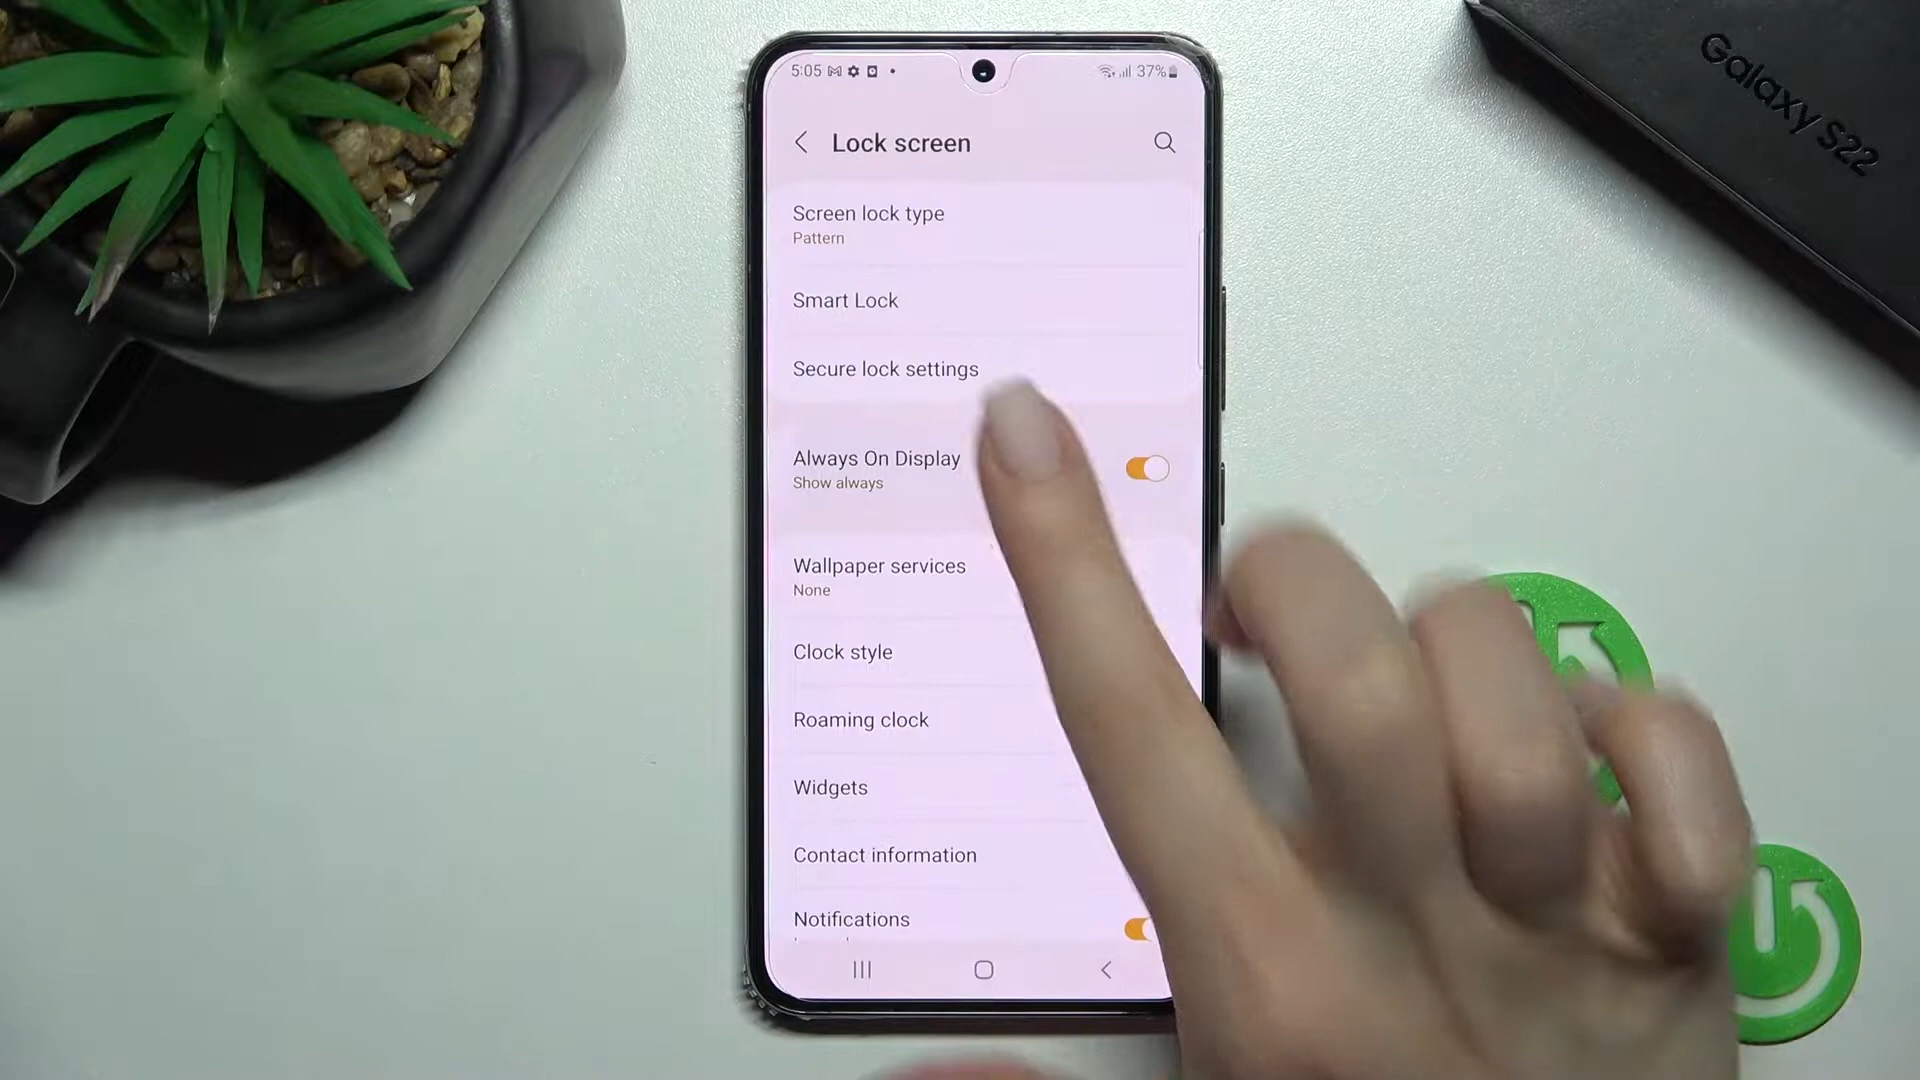 5:05
37%
Lock screen
Screen lock type
Pattern
Smart Lock
Secure lock settings
Always On Display
Show always
Wallpaper services
None
Clock style
Roaming clock
Widgets
Contact information
Notifications
Galaxy S22